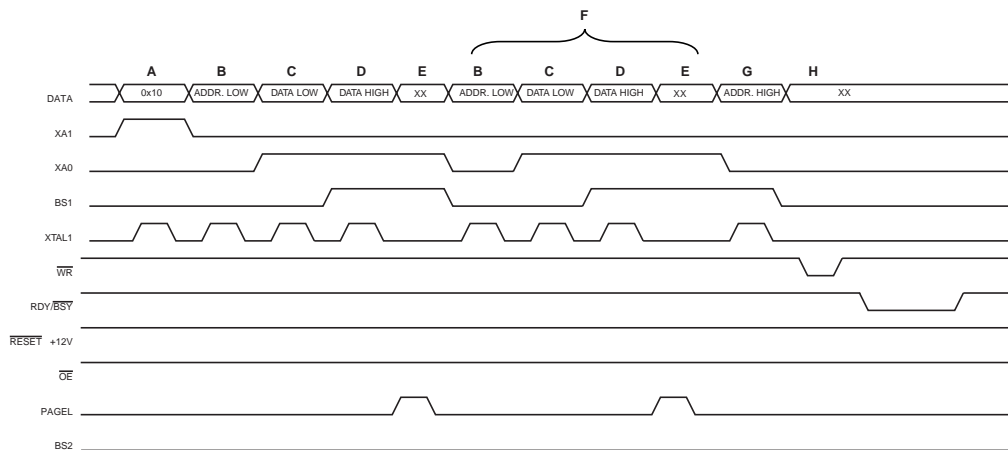 F
A B C D E B C D E G H
DATA 0x10 ADDR. LOW DATA LOW DATA HIGH XX ADDR. LOW DATA LOW DATA HIGH XX ADDR. HIGH XX
XA1
XA0
BS1
XTAL1
WR
RDY/BSY
RESET +12V
OE
PAGEL
BS2